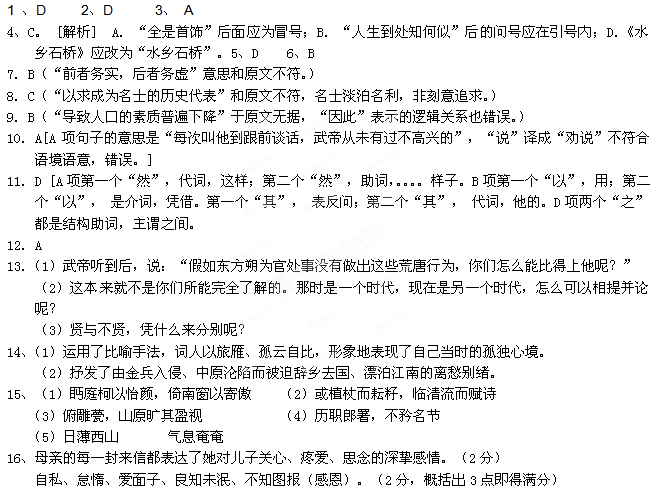 1 、D 2、D 3、 A
4、C。[解析] A.“全是首饰”后面应为冒号；B.“人生到处知何似”后的问号应在引号内；D.《水
乡石桥》应改为“水乡石桥”。5、D 6、B
7. B(“前者务实，后者务虚”意思和原文不符。)
8. C(“以求成为名士的历史代表”和原文不符，名士淡泊名利，非刻意追求。)
9. B(“导致人口的素质普遍下降”于原文无据，“因此”表示的逻辑关系也错误。)
10. A[A 项句子的意思是“每次叫他到跟前谈话，武帝从未有过不高兴的”，“说”译成“劝说”不符合
语境语意，错误。]
11. D [A项第一个“然”，代词，这样；第二个“然”，助词，。。。。样子。B项第一个“以”，用；第二
个“以”， 是介词，凭借。第一个“其”， 表反问；第二个“其”， 代词，他的。D项两个“之”
都是结构助词，主谓之间。
12. A
13.（1）武帝听到后，说：“假如东方朔为官处事没有做出这些荒唐行为，你们怎么能比得上他呢？”
（2）这本来就不是你们所能完全了解的。那时是一个时代，现在是另一个时代，怎么可以相提并论
呢？
（3）贤与不贤，凭什么来分别呢？
14、（1）运用了比喻手法，词人以旅雁、孤云自比，形象地表现了自己当时的孤独心境。
（2）抒发了由金兵入侵、中原沦陷而被迫辞乡去国、漂泊江南的离愁别绪。
15、（1）眄庭柯以怡颜，倚南窗以寄傲 （2）或植杖而耘籽，临清流而赋诗
（3）俯雕甍，山原旷其盈视 （4）历职郎署，不矜名节
（5）日薄西山 气息奄奄
16、母亲的每一封来信都表达了她对儿子关心、疼爱、思念的深挚感情。（2分）
自私、怠惰、爱面子、良知未泯、不知图报（感恩）。（2分，概括出3点即得满分）